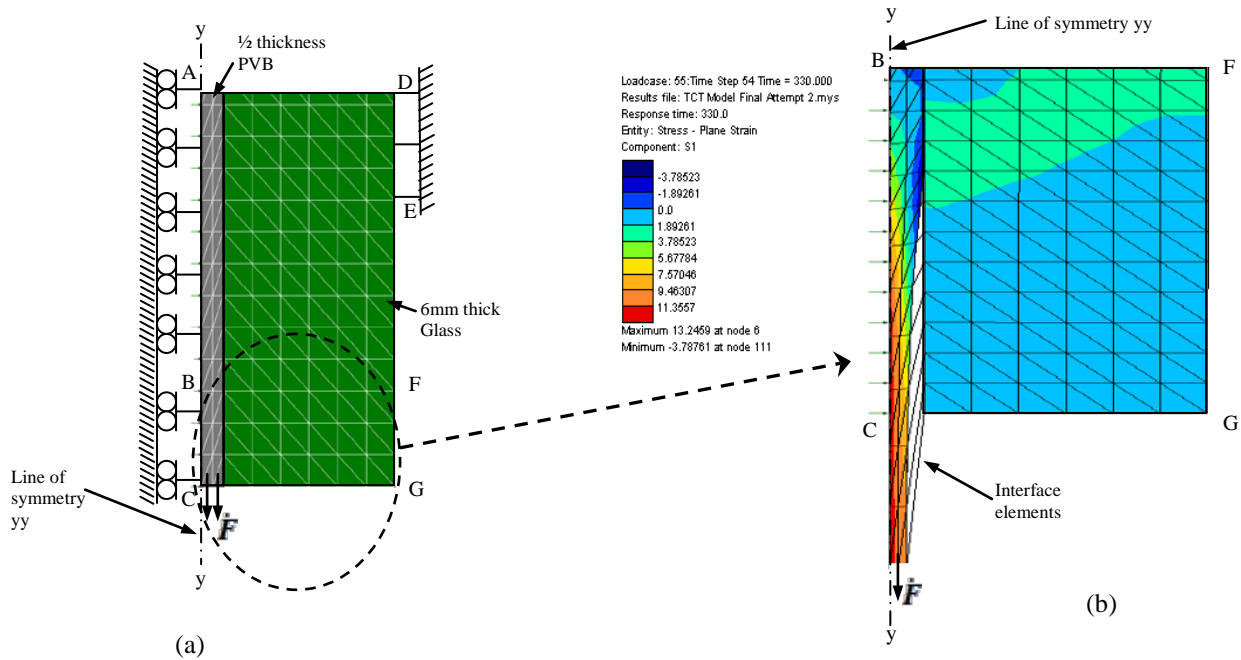 y
½ thickness
PVB
A
D
E
6mm thick
Glass
B
F
Line of
symmetry
yy
C
G
Ḟ
y
(a)
Loadcase: 55:Time Step 54 Time = 330.000
Results file: TCT Model Final Attempt 2.mys
Response time: 330.0
Entity: Stress - Plane Strain
Component: S1
-3.78523
-1.89261
0.0
1.89261
3.78523
5.67784
7.57046
9.46307
11.3557
Maximum 13.2459 at node 6
Minimum -3.78761 at node 111
y
Line of symmetry yy
B
F
C
G
Interface
elements
Ḟ
y
(b)